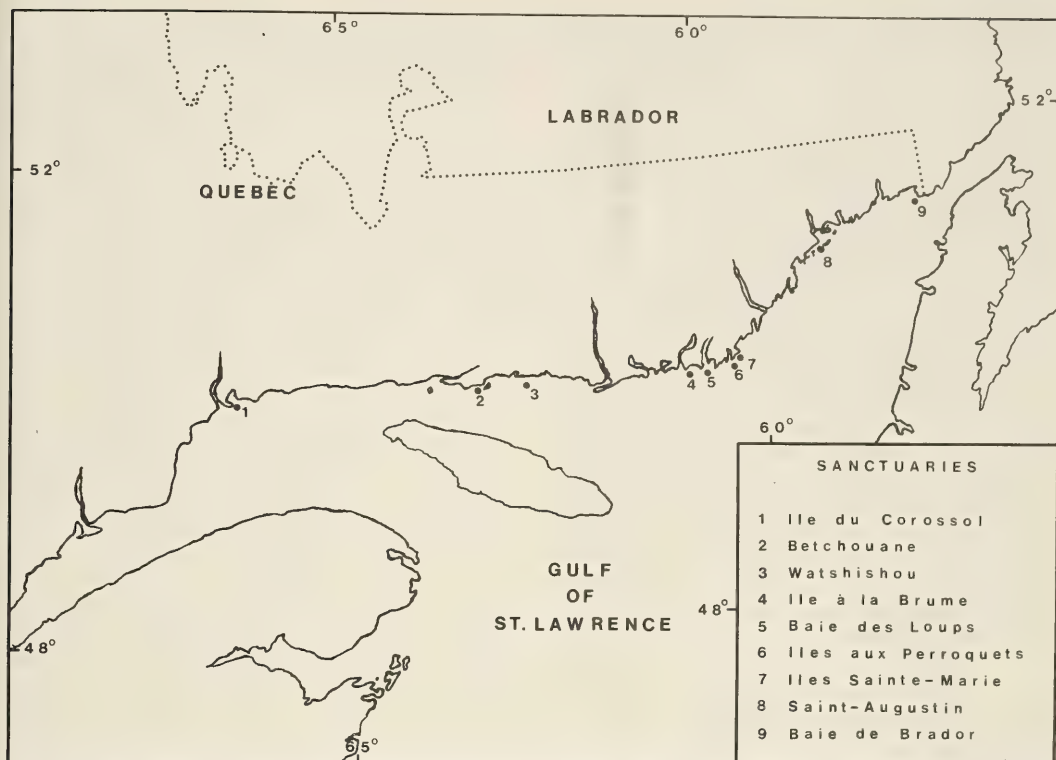 65°
60°
LABRADOR
52°
52°
QUEBEC
9
8
7
4
5
6
2
3
1
60°
SANCTUARIES
1 Ile du Corossol
2 Betchouane
3 Watshishou
4 Ile à la Brume
5 Baie des Loups
6 Iles aux Perroquets
7 Iles Sainte-Marie
8 Saint-Augustin
9 Baie de Brador
GULF
OF
ST. LAWRENCE
48°
48°
65°